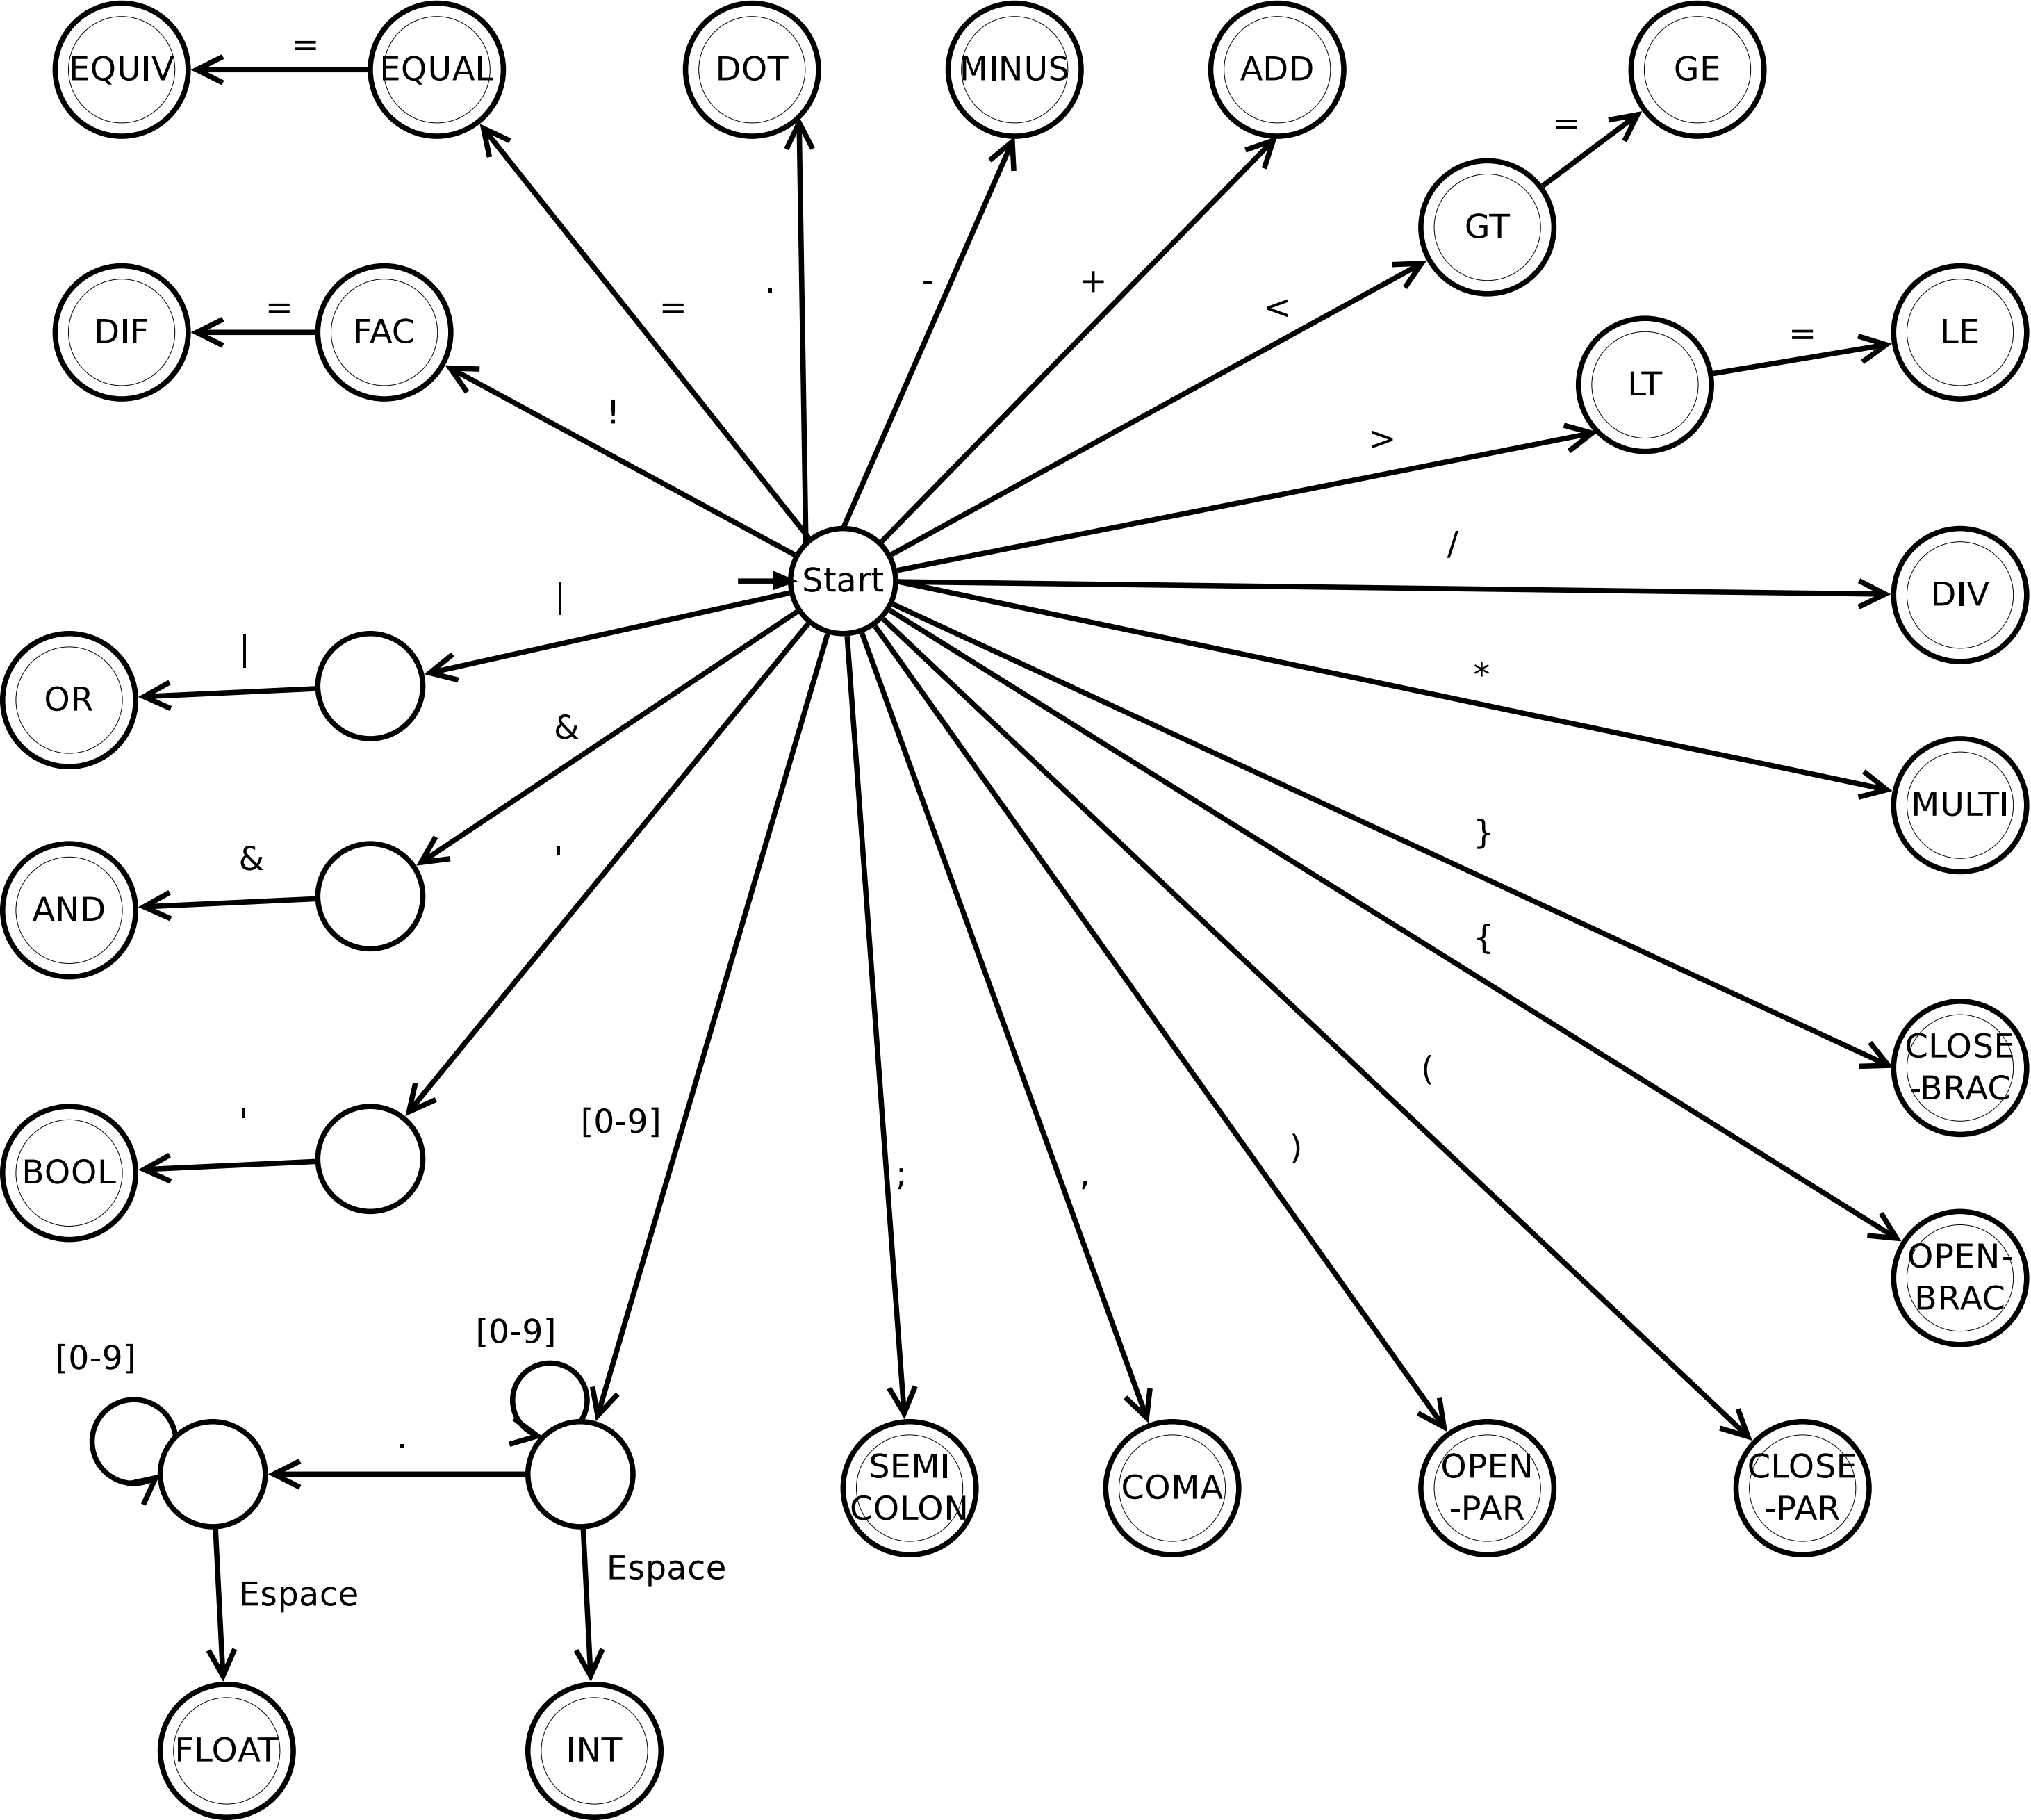 =
EQUIV
EQUAL
DOT
MINUS
ADD
GE
=
GT
=
DIF
FAC
=
.
-
+
<
=
LE
LT
!
>
/
Start
DIV
|
|
OR
*
&
MULTI
&
AND
'
}
{
'
BOOL
[0-9]
;
,
)
(
CLOSE
-BRAC
OPEN-
BRAC
[0-9]
[0-9]
.
SEMI
COLON
COMA
OPEN
-PAR
CLOSE
-PAR
Espace
Espace
FLOAT
INT